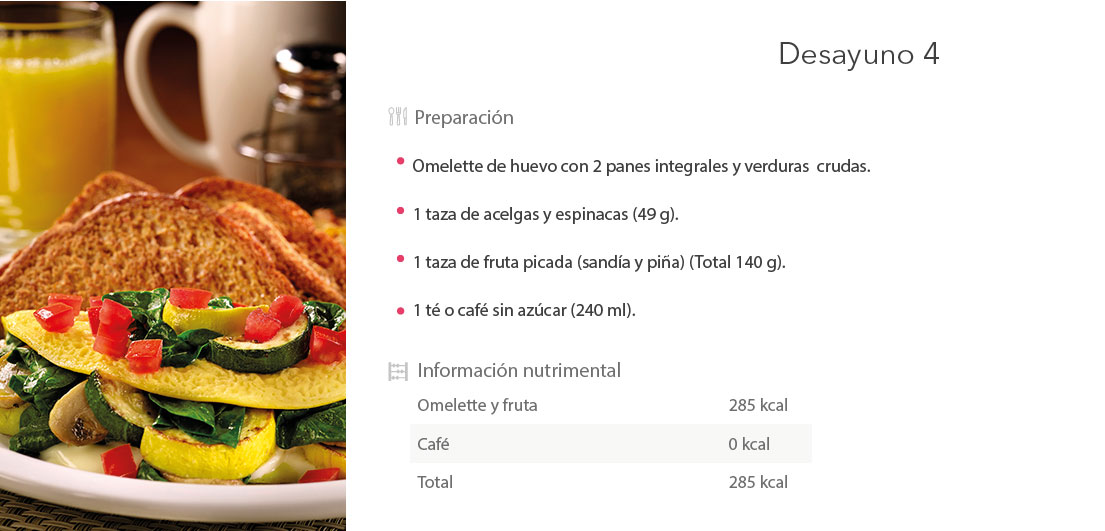 Desayuno 4
Preparación
Omelette de huevo con 2 panes integrales y verduras crudas.
1 taza de acelgas y espinacas (49 g).
1 taza de fruta picada (sandía y piña) (Total 140 g).
1 té o café sin azúcar (240 ml).
Información nutrimental
Omelette y fruta 285 kcal
Café 0 kcal
Total 285 kcal